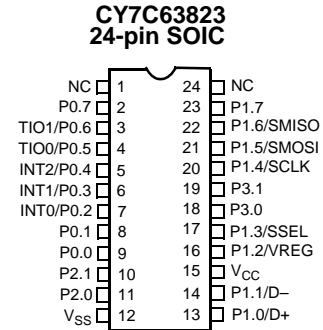 CY7C63823
24-pin SOIC
NC 1 24 NC
P0.7 2 23 P1.7
TIO1/P0.6 3 22 P1.6/SMISO
TIO0/P0.5 4 21 P1.5/SMOSI
INT2/P0.4 5 20 P1.4/SCLK
INT1/P0.3 6 19 P3.1
INT0/P0.2 7 18 P3.0
P0.1 8 17 P1.3/SSEL
P0.0 9 16 P1.2/VREG
P2.1 10 15 VCC
P2.0 11 14 P1.1/D–
VSS 12 13 P1.0/D+